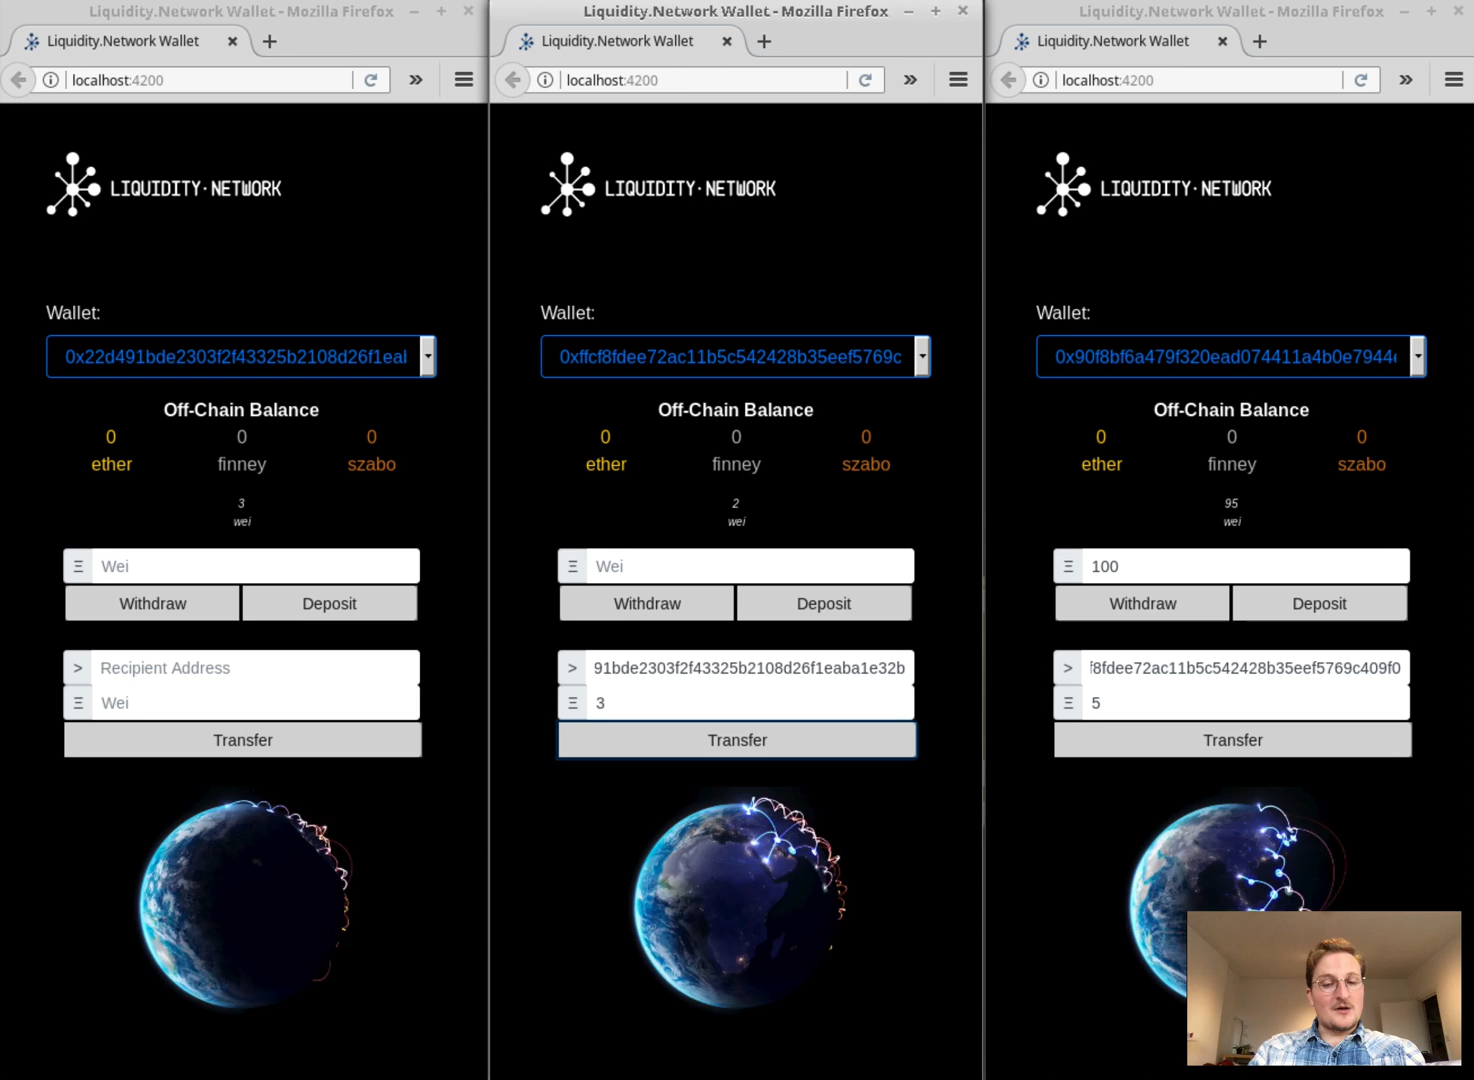 Liquidity.Network Wallet - Mozilla Firefox
Liquidity.Network Wallet
localhost:4200
LIQUIDITY·NETWORK
Wallet:
0x22d491bde2303f2f43325b2108d26f1eal
Off-Chain Balance
0 0 0
ether finney szabo
3
wei
Ξ Wei
Withdraw Deposit
> Recipient Address
Ξ Wei
Transfer
Liquidity.Network Wallet - Mozilla Firefox
Liquidity.Network Wallet
localhost:4200
LIQUIDITY·NETWORK
Wallet:
0xffcf8fdee72ac11b5c542428b35eef5769c
Off-Chain Balance
0 0 0
ether finney szabo
2
wei
Ξ Wei
Withdraw Deposit
> 91bde2303f2f43325b2108d26f1eaba1e32b
Ξ 3
Transfer
Liquidity.Network Wallet - Mozilla Firefox
Liquidity.Network Wallet
localhost:4200
LIQUIDITY·NETWORK
Wallet:
0x90f8bf6a479f320ead074411a4b0e7944e
Off-Chain Balance
0 0 0
ether finney szabo
95
wei
Ξ 100
Withdraw Deposit
> f8fdee72ac11b5c542428b35eef5769c409f0
Ξ 5
Transfer